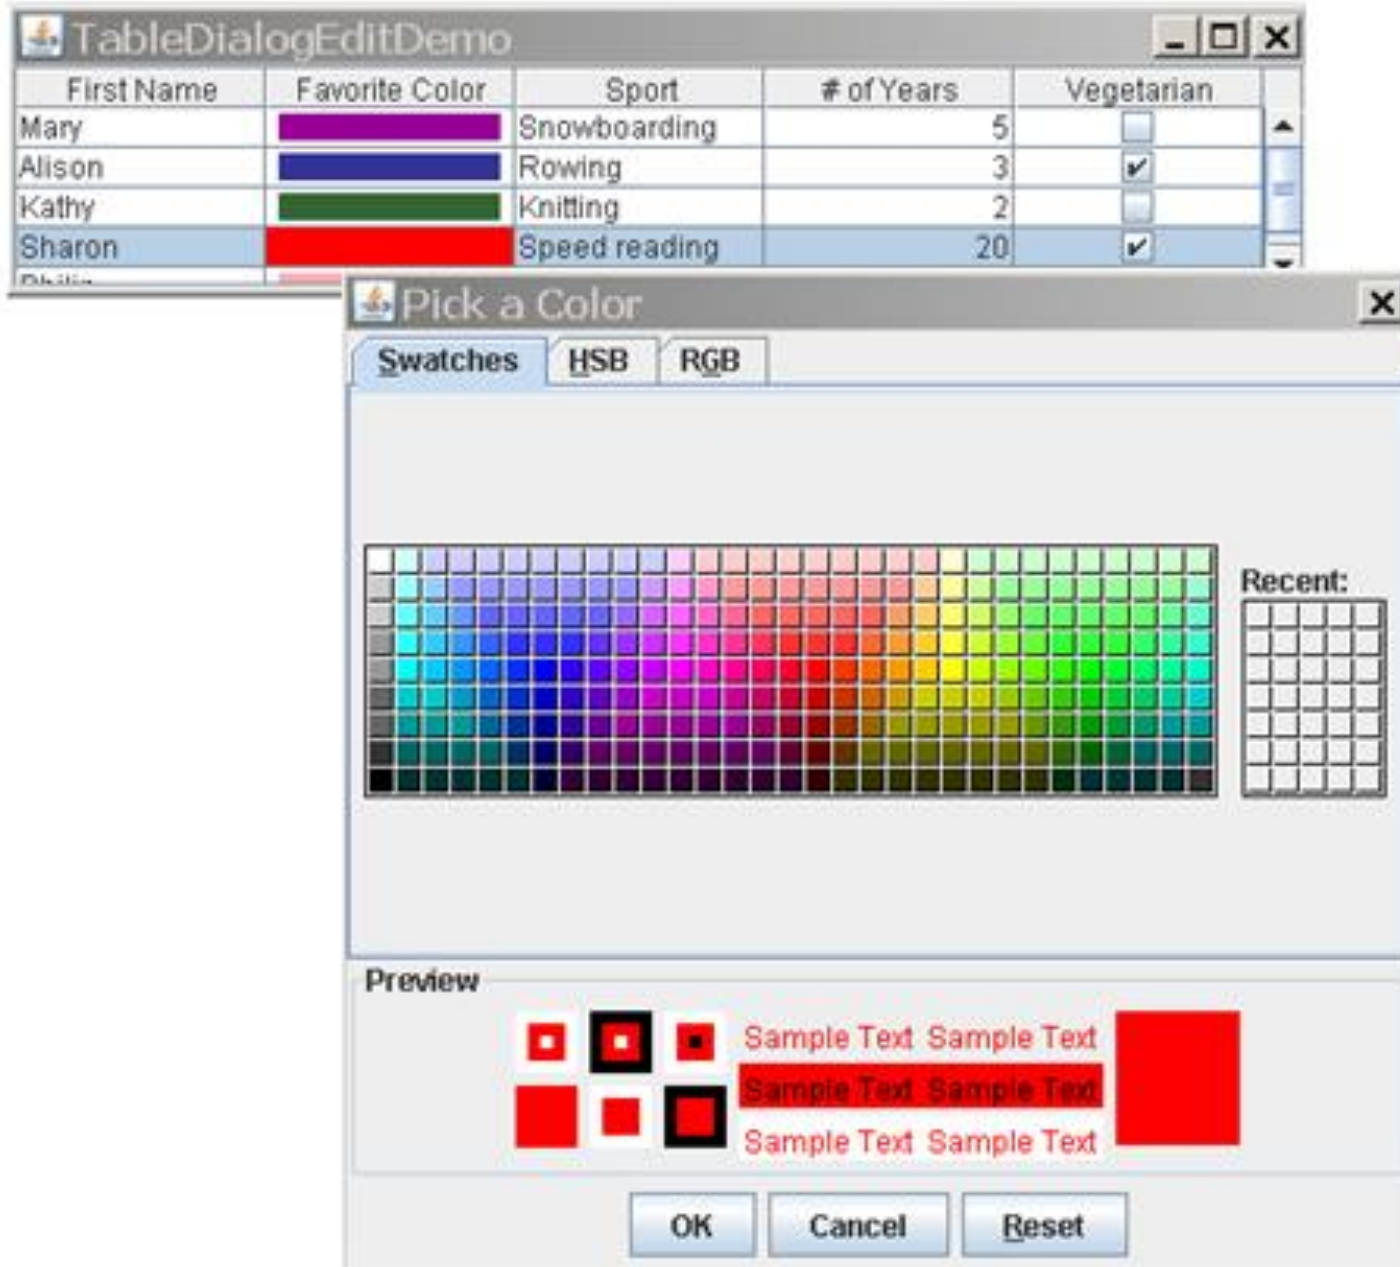 TableDialogEditDemo
First Name Favorite Color Sport # of Years Vegetarian
Mary Snowboarding 5
Alison Rowing 3
Kathy Knitting 2
Sharon Speed reading 20
Pick a Color
Swatches HSB RGB
Recent:
Preview
Sample Text Sample Text
Sample Text Sample Text
Sample Text Sample Text
OK Cancel Reset